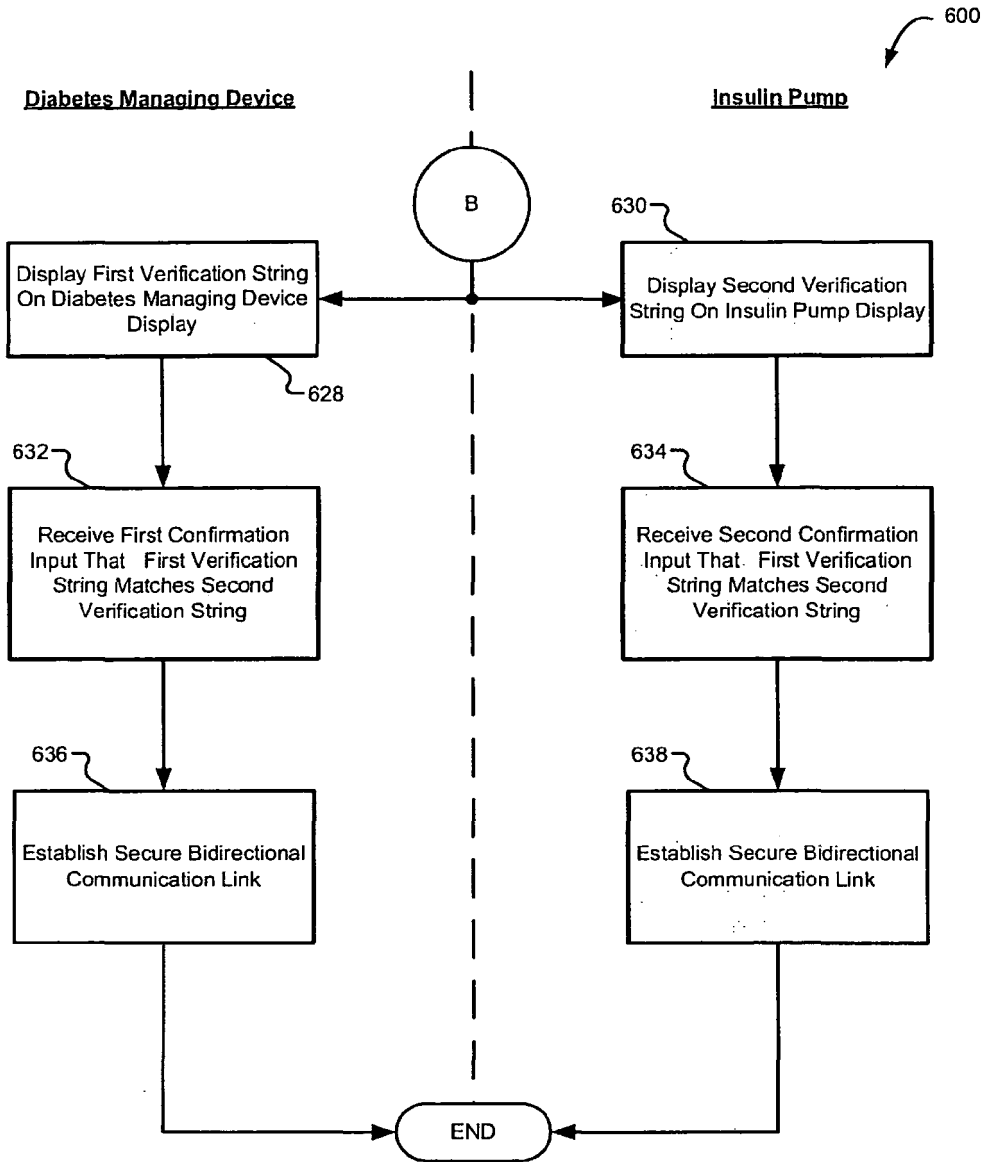 600
Diabetes Managing Device
Insulin Pump
B
630
Display First Verification String
On Diabetes Managing Device
Display
Display Second Verification
String On Insulin Pump Display
628
632
634
Receive First Confirmation
Input That First Verification
String Matches Second
Verification String
Receive Second Confirmation
Input That First Verification
String Matches Second
Verification String
636
638
Establish Secure Bidirectional
Communication Link
Establish Secure Bidirectional
Communication Link
END